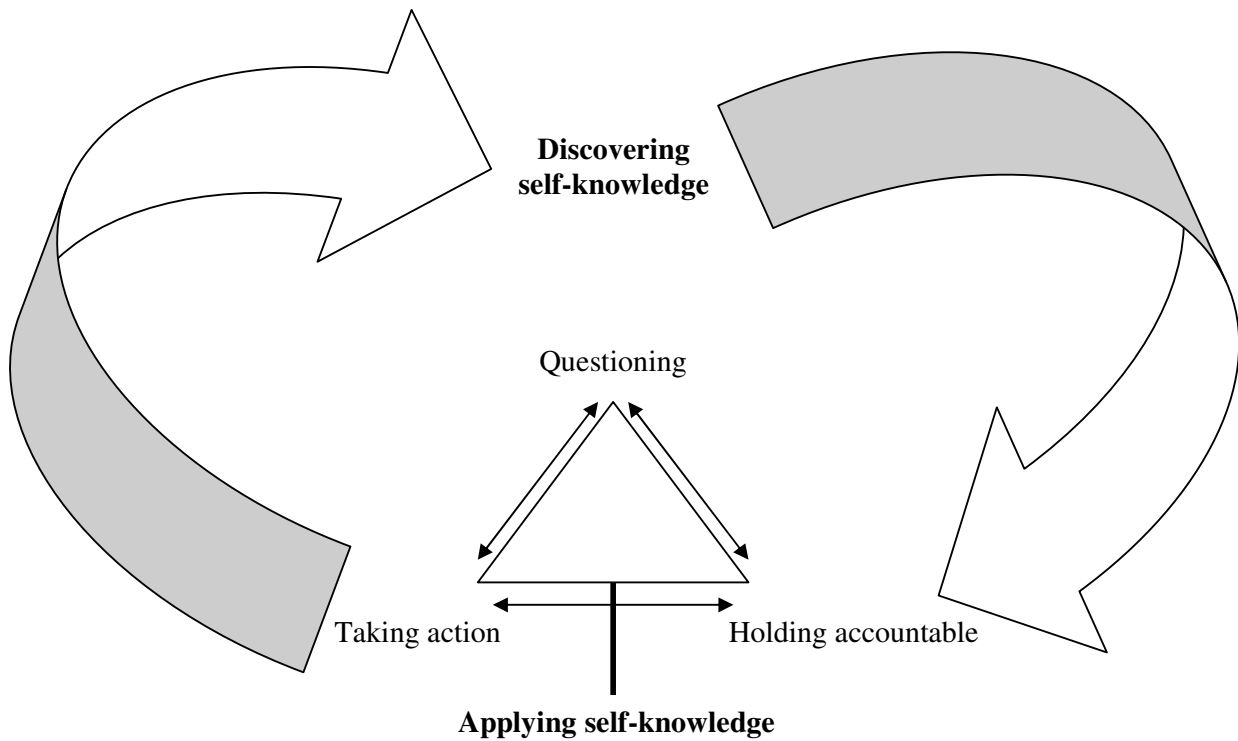 Discovering
self-knowledge
Questioning
Taking action
Holding accountable
Applying self-knowledge